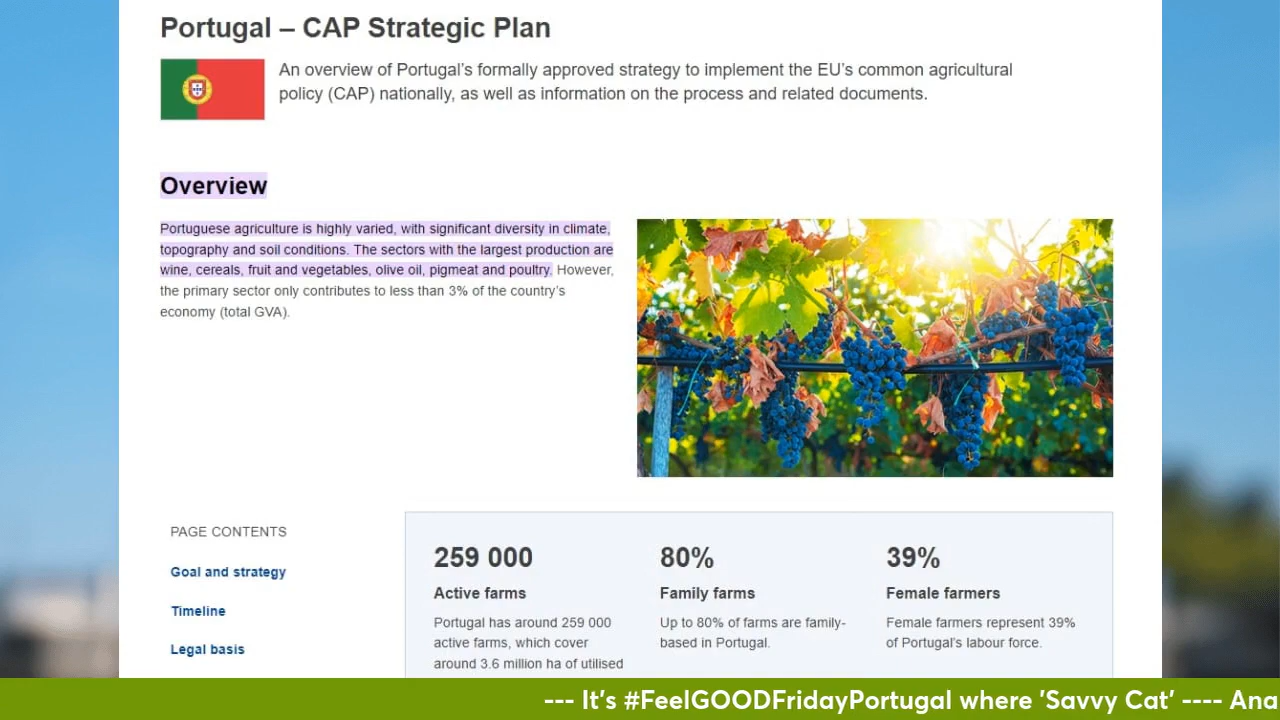 Portugal – CAP Strategic Plan
An overview of Portugal's formally approved strategy to implement the EU's common agricultural
policy (CAP) nationally, as well as information on the process and related documents.
Overview
Portuguese agriculture is highly varied, with significant diversity in climate,
topography and soil conditions. The sectors with the largest production are
wine, cereals, fruit and vegetables, olive oil, pigmeat and poultry. However,
the primary sector only contributes to less than 3% of the country's
economy (total GVA).
PAGE CONTENTS
Goal and strategy
Timeline
Legal basis
259 000
Active farms
Portugal has around 259 000
active farms, which cover
around 3.6 million ha of utilised
80%
Family farms
Up to 80% of farms are family-
based in Portugal.
39%
Female farmers
Female farmers represent 39%
of Portugal's labour force.
--- It's #FeelGOODFridayPortugal where 'Savvy Cat' ---- Ana